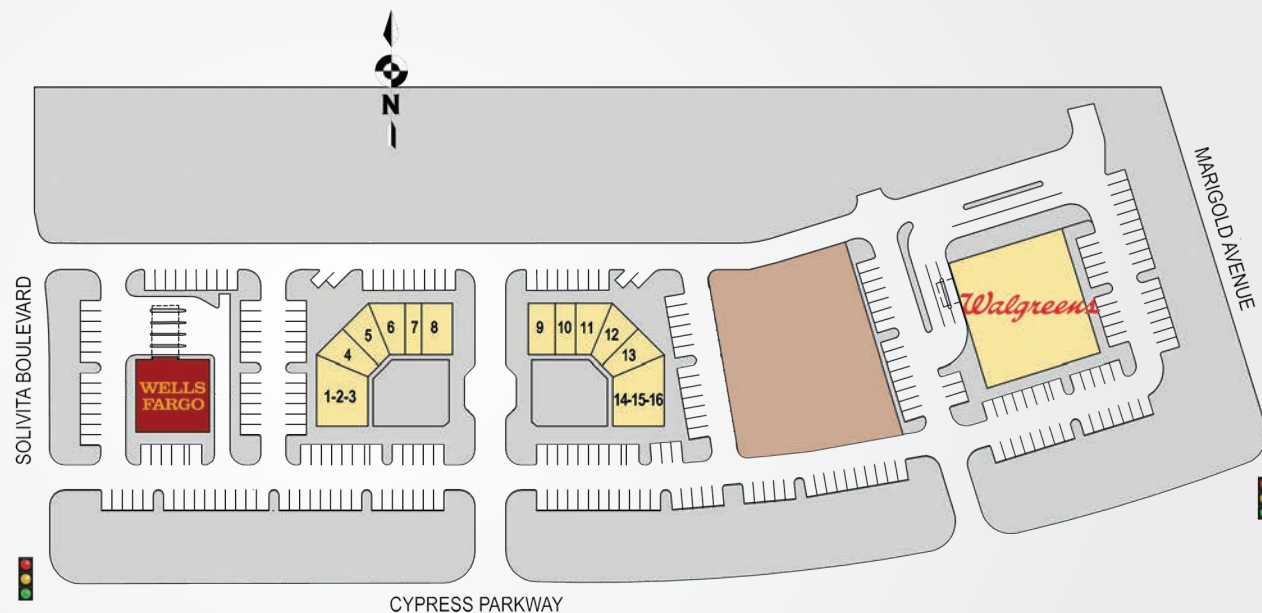 N
MARIGOLD AVENUE
SOLIVITA BOULEVARD
WELLS
FARGO
1-2-3
4
5
6
7
8
9
10
11
12
13
14-15-16
Walgreens
CYPRESS PARKWAY